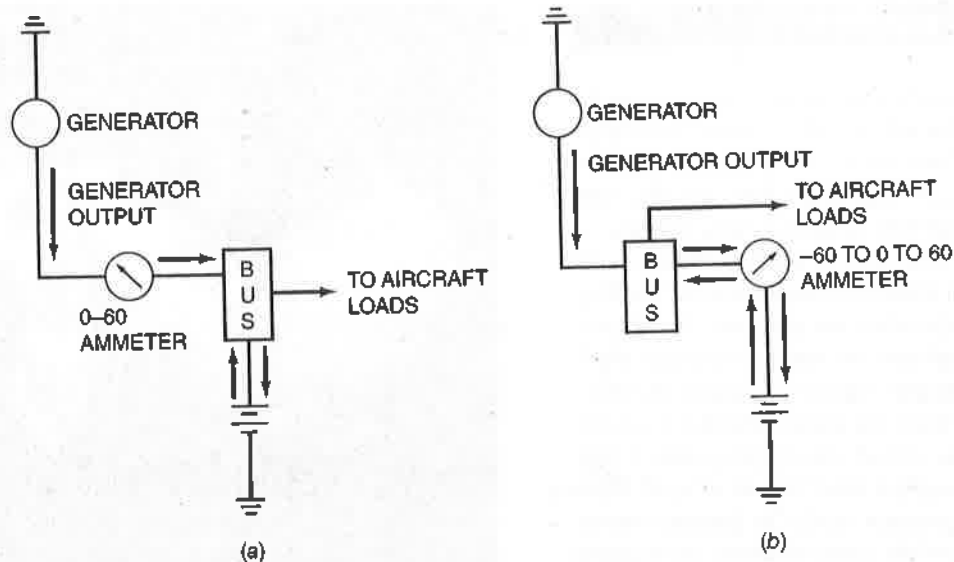 GENERATOR
GENERATOR
OUTPUT
0–60
AMMETER
B
U
S
TO AIRCRAFT
LOADS
(a)
GENERATOR
GENERATOR OUTPUT
TO AIRCRAFT
LOADS
B
U
S
–60 TO 0 TO 60
AMMETER
(b)